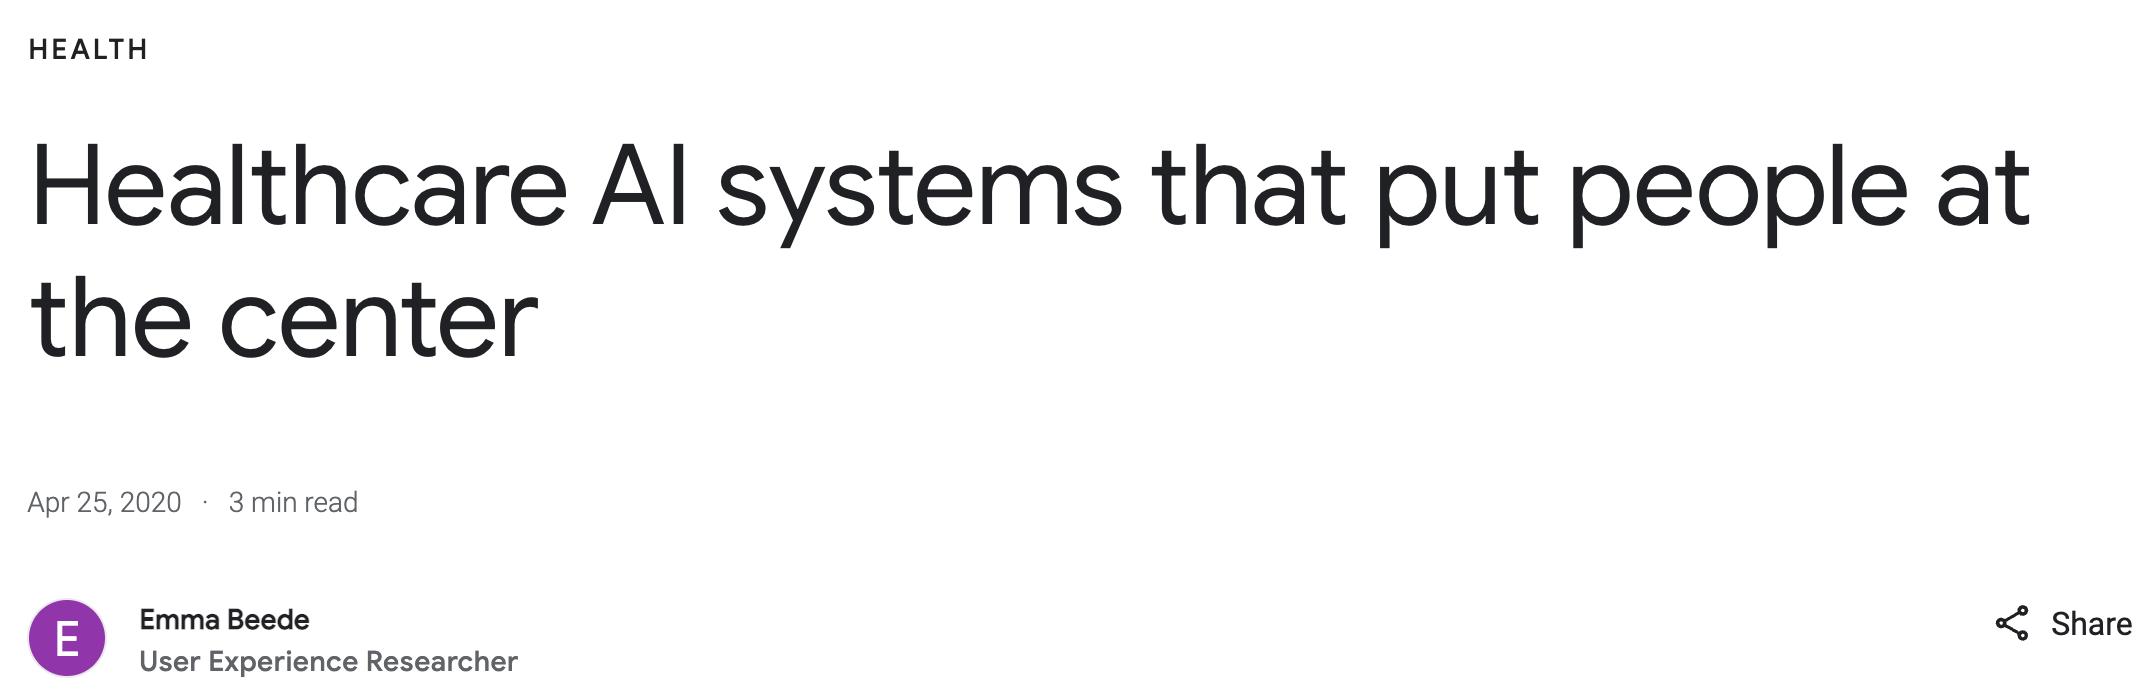 HEALTH
Healthcare AI systems that put people at
the center
Apr 25, 2020 · 3 min read
E
Emma Beede
User Experience Researcher
Share